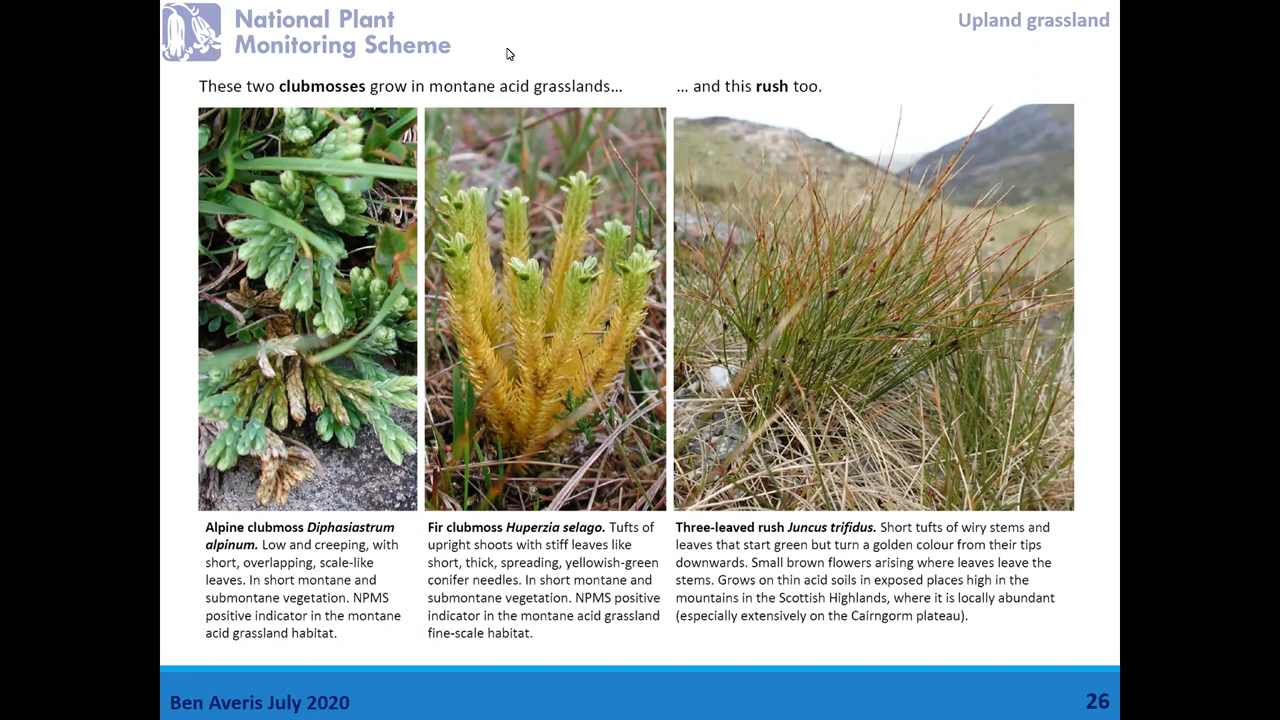 National Plant
Monitoring Scheme
Upland grassland
These two clubmosses grow in montane acid grasslands…
… and this rush too.
Alpine clubmoss Diphasiastrum
alpinum. Low and creeping, with
short, overlapping, scale-like
leaves. In short montane and
submontane vegetation. NPMS
positive indicator in the montane
acid grassland habitat.
Fir clubmoss Huperzia selago. Tufts of
upright shoots with stiff leaves like
short, thick, spreading, yellowish-green
conifer needles. In short montane and
submontane vegetation. NPMS positive
indicator in the montane acid grassland
fine-scale habitat.
Three-leaved rush Juncus trifidus. Short tufts of wiry stems and
leaves that start green but turn a golden colour from their tips
downwards. Small brown flowers arising where leaves leave the
stems. Grows on thin acid soils in exposed places high in the
mountains in the Scottish Highlands, where it is locally abundant
(especially extensively on the Cairngorm plateau).
Ben Averis July 2020
26